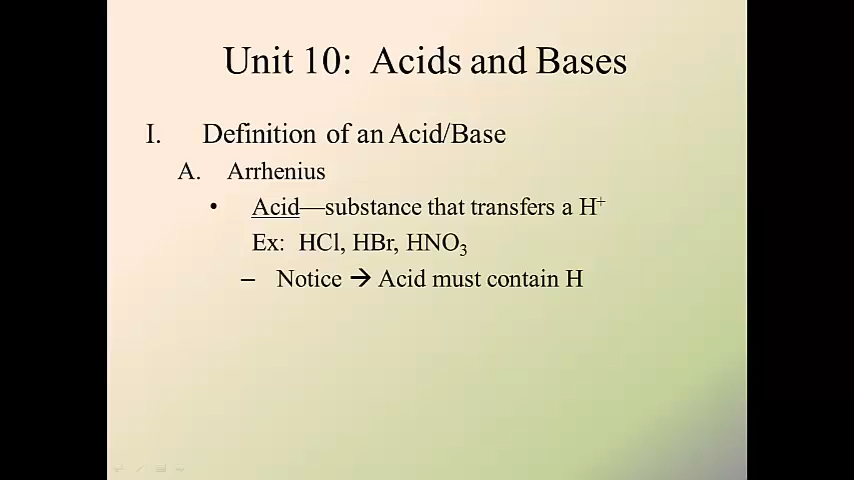 Unit 10: Acids and Bases
I. Definition of an Acid/Base
A. Arrhenius
• Acid—substance that transfers a H⁺
Ex: HCl, HBr, HNO₃
– Notice → Acid must contain H